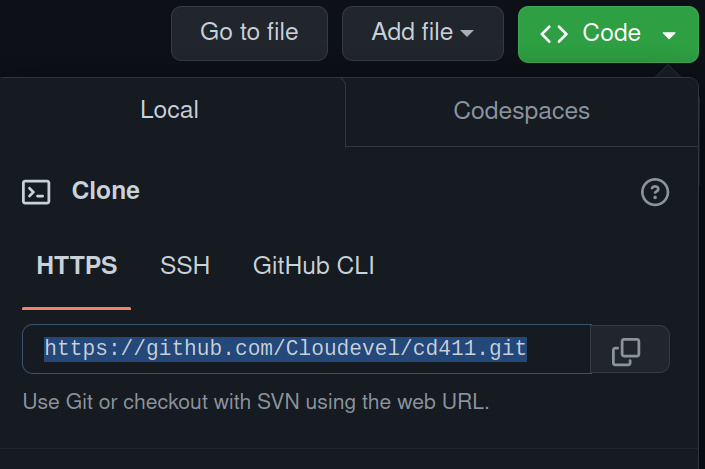 Go to file Add file Code
Local Codespaces
Clone
HTTPS SSH GitHub CLI
https://github.com/Cloudevel/cd411.git
Use Git or checkout with SVN using the web URL.